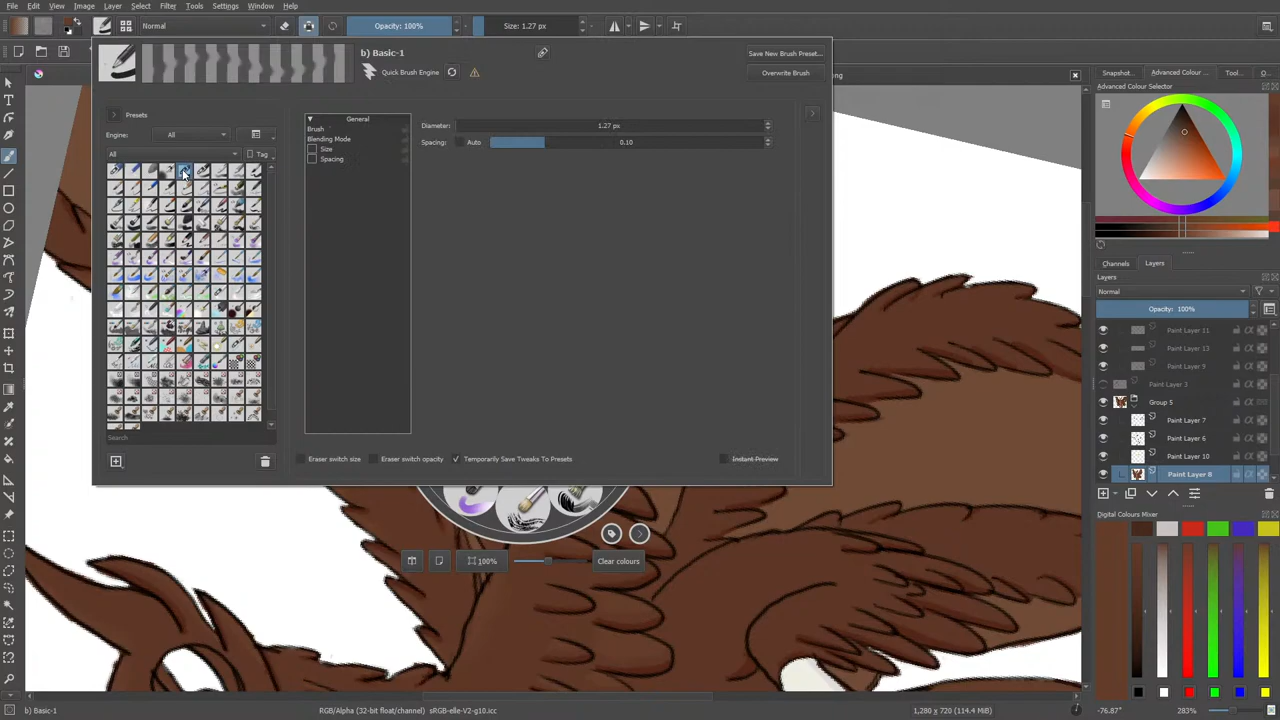 File Edit View Image Layer Select Filter Tools Settings Window Help
Normal
Opacity: 100%
Size: 1.27 px
b) Basic-1
Save New Brush Preset...
Quick Brush Engine
Overwrite Brush
Presets
Engine: All
All
Tag
Search
General
Brush
Blending Mode
Size
Spacing
Diameter: 1.27 px
Spacing: Auto 0.10
Eraser switch size
Eraser switch opacity
Temporarily Save Tweaks To Presets
Instant Preview
100%
Clear colours
Snapshot...
Advanced Colour ...
Tool...
Advanced Colour Selector
Channels
Layers
Layers
Normal
Opacity: 100%
Paint Layer 11
Paint Layer 13
Paint Layer 9
Paint Layer 3
Group 5
Paint Layer 7
Paint Layer 6
Paint Layer 10
Paint Layer 8
Digital Colours Mixer
b) Basic-1
RGB/Alpha (32-bit float/channel) sRGB-elle-V2-g10.icc
1,280 x 720 (114.4 MiB)
-76.87°
283%